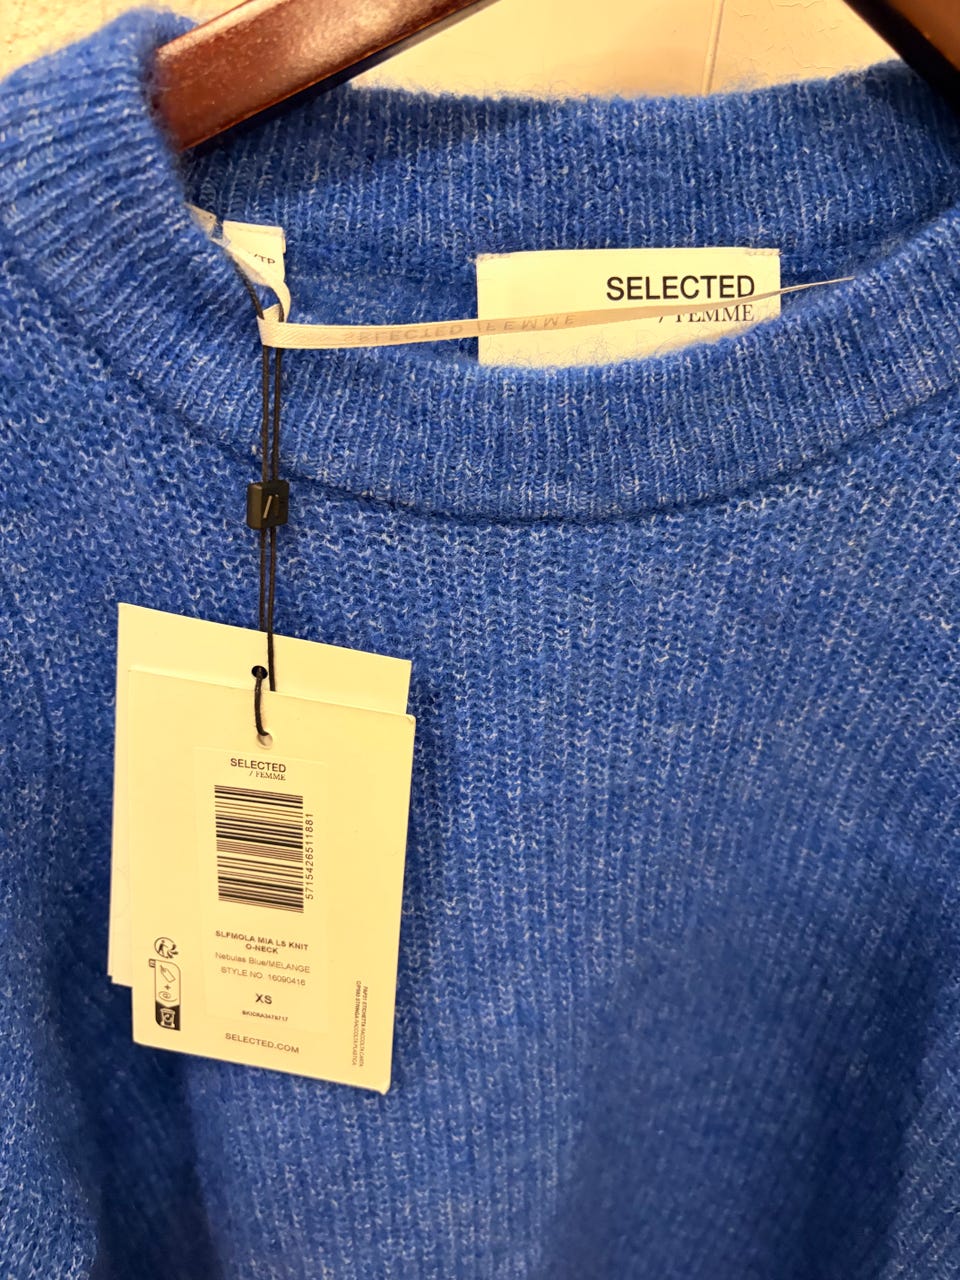 SELECTED
/ FEMME
SELECTED /FEMME
XTR
SELECTED
/ FEMME
5715426511881
SLFMOLA MIA LS KNIT
O-NECK
Nebulas Blue/MELANGE
STYLE NO. 16090416
XS
SELECTED.COM